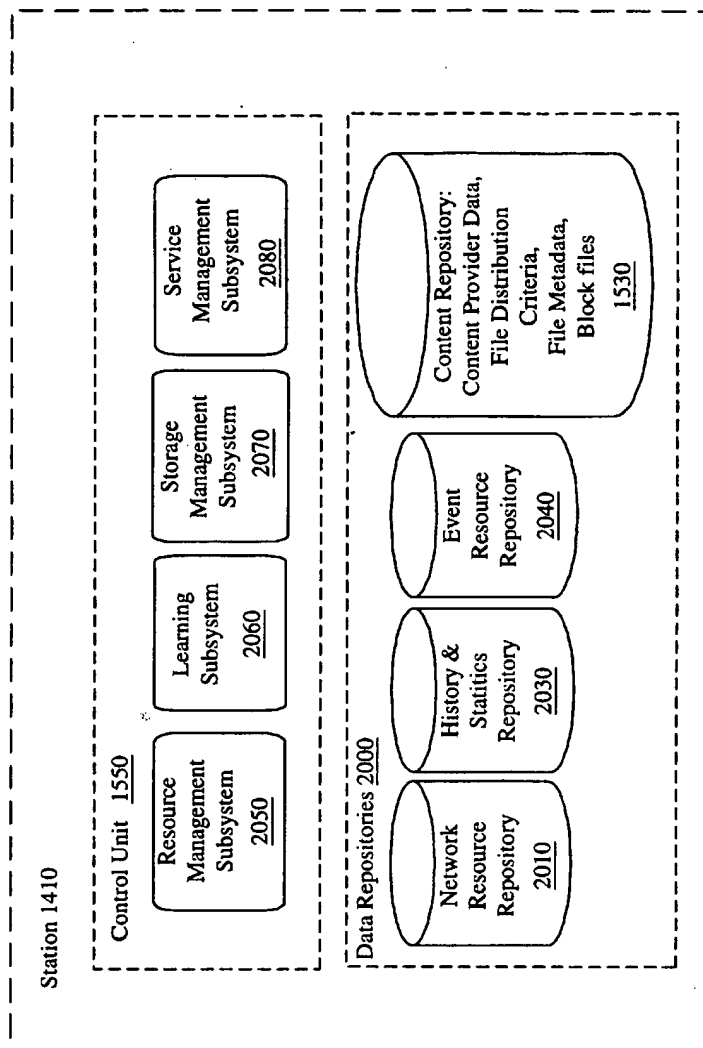 Station 1410
Control Unit 1550
Resource
Management
Subsystem
2050
Learning
Subsystem
2060
Storage
Management
Subsystem
2070
Service
Management
Subsystem
2080
Data Repositories 2000
Network
Resource
Repository
2010
History &
Statitics
Repository
2030
Event
Resource
Repository
2040
Content Repository:
Content Provider Data,
File Distribution
Criteria,
File Metadata,
Block files
1530